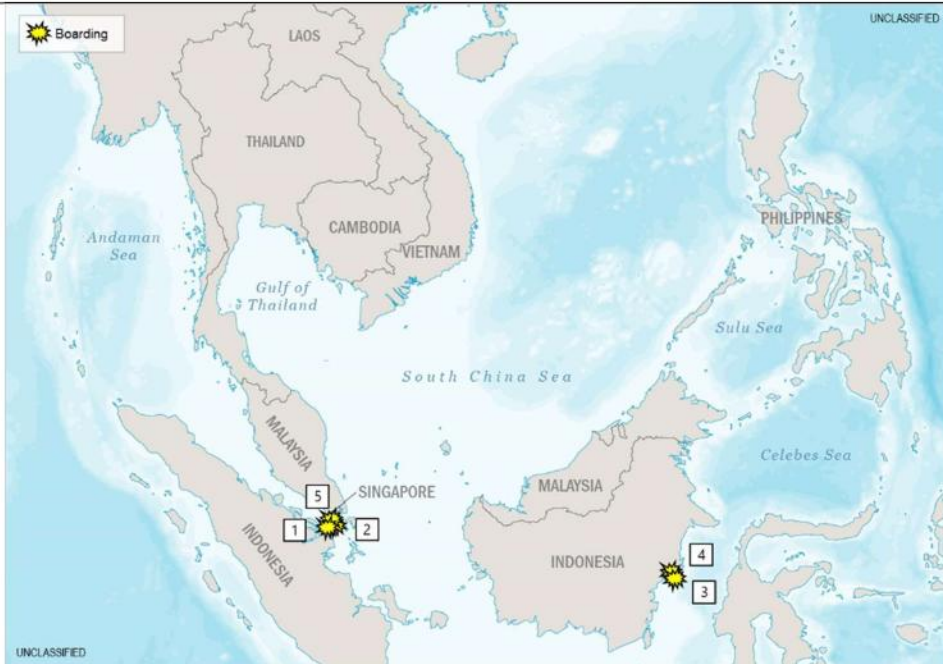 Boarding
UNCLASSIFIED
LAOS
THAILAND
CAMBODIA
VIETNAM
PHILIPPINES
Andaman
Sea
Gulf of
Thailand
Sulu Sea
South China Sea
MALAYSIA
Celebes Sea
5
SINGAPORE
MALAYSIA
1
2
INDONESIA
INDONESIA
4
3
UNCLASSIFIED